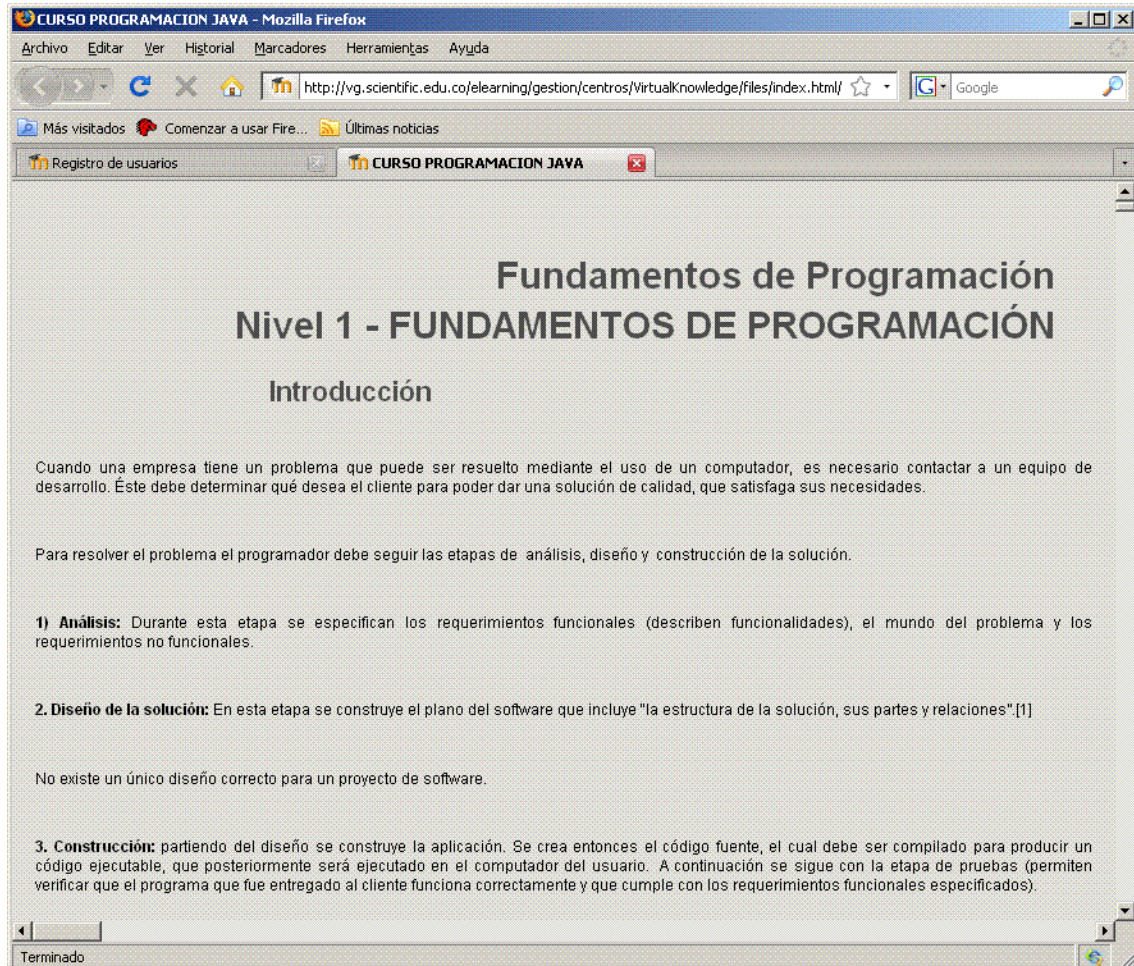 CURSO PROGRAMACION JAVA - Mozilla Firefox
Archivo Editar Ver Historial Marcadores Herramientas Ayuda
http://vg.scientific.edu.co/elearning/gestion/centros/VirtualKnowledge/files/index.html/ Google
Más visitados Comenzar a usar Fire... Últimas noticias
Registro de usuarios CURSO PROGRAMACION JAVA
Fundamentos de Programación
Nivel 1 - FUNDAMENTOS DE PROGRAMACIÓN
Introducción
Cuando una empresa tiene un problema que puede ser resuelto mediante el uso de un computador, es necesario contactar a un equipo de
desarrollo. Éste debe determinar qué desea el cliente para poder dar una solución de calidad, que satisfaga sus necesidades.
Para resolver el problema el programador debe seguir las etapas de análisis, diseño y construcción de la solución.
1) Análisis: Durante esta etapa se especifican los requerimientos funcionales (describen funcionalidades), el mundo del problema y los
requerimientos no funcionales.
2. Diseño de la solución: En esta etapa se construye el plano del software que incluye "la estructura de la solución, sus partes y relaciones".[1]
No existe un único diseño correcto para un proyecto de software.
3. Construcción: partiendo del diseño se construye la aplicación. Se crea entonces el código fuente, el cual debe ser compilado para producir un
código ejecutable, que posteriormente será ejecutado en el computador del usuario. A continuación se sigue con la etapa de pruebas (permiten
verificar que el programa que fue entregado al cliente funciona correctamente y que cumple con los requerimientos funcionales especificados).
Terminado